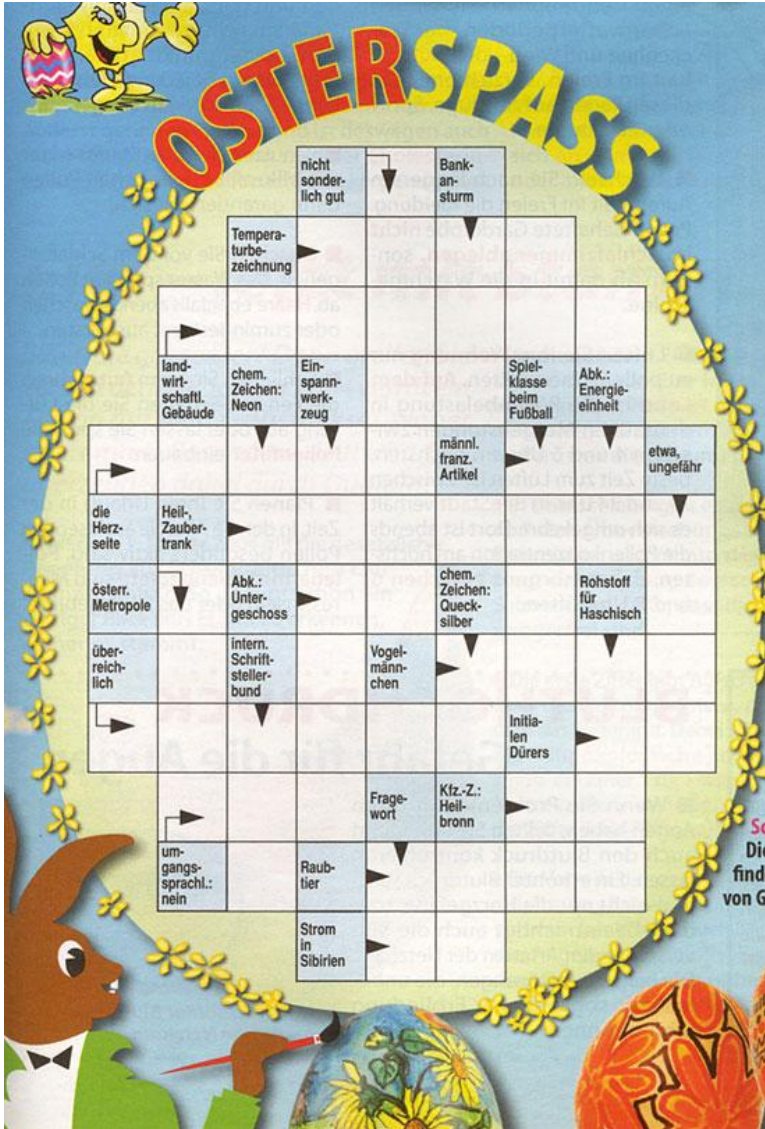 OSTERSPASS
nicht
sonder-
lich gut
Bank-
an-
sturm
Tempera-
turbe-
zeichnung
land-
wirt-
schaftl.
Gebäude
chem.
Zeichen:
Neon
Ein-
spann-
werk-
zeug
Spiel-
klasse
beim
Fußball
Abk.:
Energie-
einheit
männl.
franz.
Artikel
etwa,
ungefähr
die
Herz-
seite
Heil-,
Zauber-
trank
österr.
Metropole
Abk.:
Unter-
geschoss
chem.
Zeichen:
Queck-
silber
Rohstoff
für
Haschisch
über-
reich-
lich
intern.
Schrift-
steller-
bund
Vogel-
männ-
chen
Initia-
len
Dürers
Frage-
wort
Kfz.-Z.:
Heil-
bronn
um-
gangs-
sprachl.:
nein
Raub-
tier
Strom
in
Sibirien
Di
find
von G